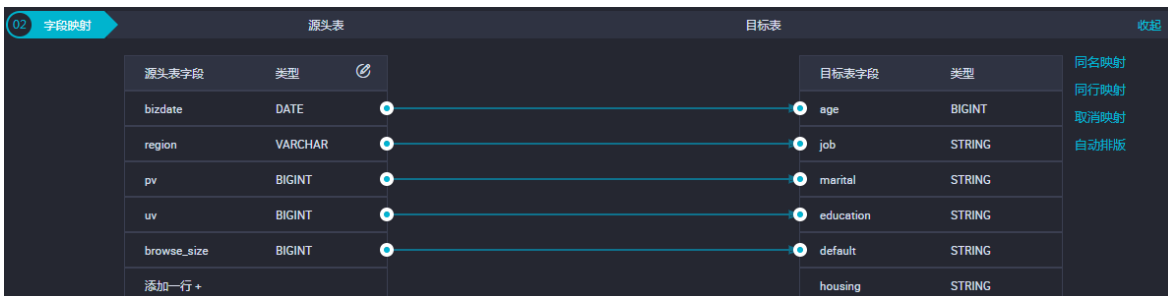 02 字段映射 源头表 目标表 收起
源头表字段 类型 目标表字段 类型 同名映射
同行映射
bizdate DATE age BIGINT 取消映射
region VARCHAR job STRING 自动排版
pv BIGINT marital STRING
uv BIGINT education STRING
browse_size BIGINT default STRING
添加一行 + housing STRING